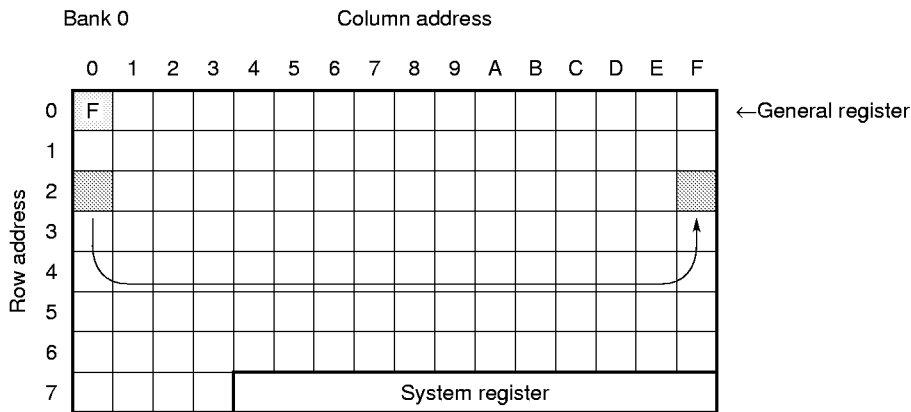 Bank 0 Column address
0 1 2 3 4 5 6 7 8 9 A B C D E F
0 F ←General register
1
2
3
4
5
6
7 System register
Row address